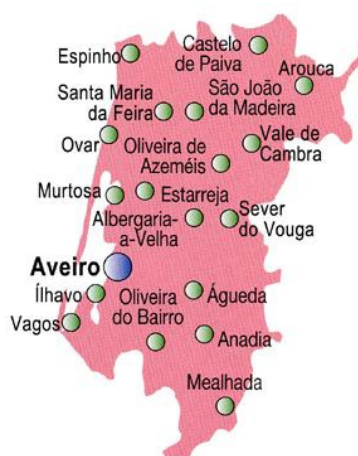 Castelo
de Paiva
Espinho
Arouca
Santa Maria
da Feira
São João
da Madeira
Ovar
Vale de
Cambra
Oliveira de
Azeméis
Murtosa
Estarreja
Albergaria-
a-Velha
Sever
do Vouga
Aveiro
Ílhavo
Oliveira
do Bairro
Águeda
Vagos
Anadia
Mealhada